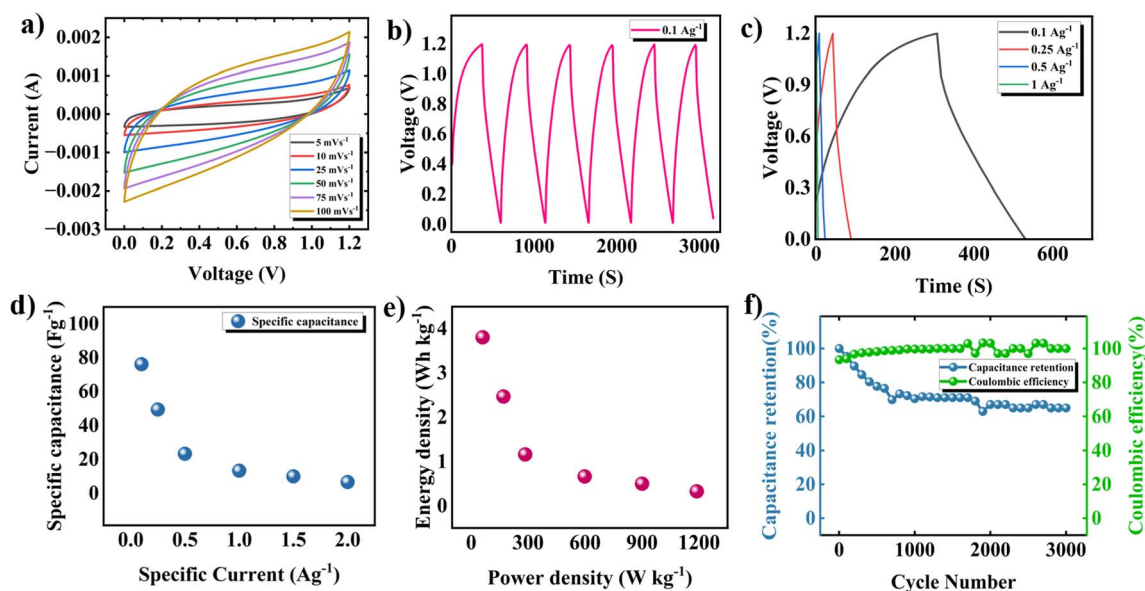 a)
Current (A)
0.002
0.001
0.000
−0.001
−0.002
−0.003
0.0 0.2 0.4 0.6 0.8 1.0 1.2
Voltage (V)
5 mVs⁻¹
10 mVs⁻¹
25 mVs⁻¹
50 mVs⁻¹
75 mVs⁻¹
100 mVs⁻¹
b)
Voltage (V)
1.2
1.0
0.8
0.6
0.4
0.2
0.0
0 1000 2000 3000
Time (S)
0.1 Ag⁻¹
c)
Voltage (V)
1.2
0.9
0.6
0.3
0.0
0 200 400 600
Time (S)
0.1 Ag⁻¹
0.25 Ag⁻¹
0.5 Ag⁻¹
1 Ag⁻¹
d)
Specific capacitance (Fg⁻¹)
100
80
60
40
20
0
0.0 0.5 1.0 1.5 2.0
Specific Current (Ag⁻¹)
Specific capacitance
e)
Energy density (Wh kg⁻¹)
4
3
2
1
0
300 600 900 1200
Power density (W kg⁻¹)
f)
Capacitance retention(%)
100
80
60
40
20
0
0 1000 2000 3000
Cycle Number
Capacitance retention
Coulombic efficiency
100
80
60
40
20
0
Coulombic efficiency(%)